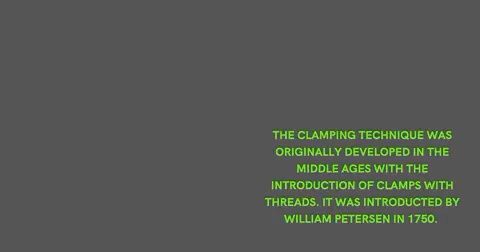 THE CLAMPING TECHNIQUE WAS
ORIGINALLY DEVELOPED IN THE
MIDDLE AGES WITH THE
INTRODUCTION OF CLAMPS WITH
THREADS. IT WAS INTRODUCTED BY
WILLIAM PETERSEN IN 1750.